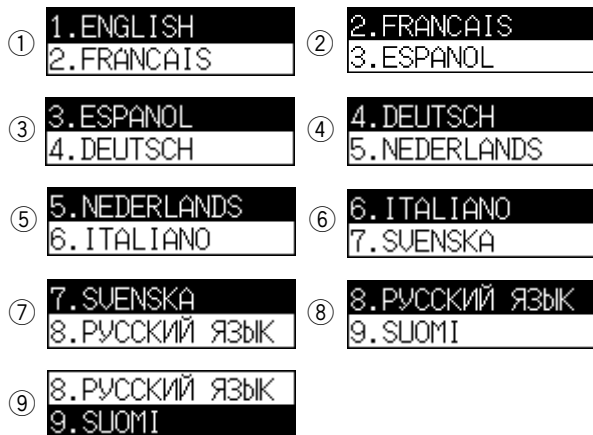 ① 1.ENGLISH
2.FRANCAIS
② 2.FRANCAIS
3.ESPANOL
③ 3.ESPANOL
4.DEUTSCH
④ 4.DEUTSCH
5.NEDERLANDS
⑤ 5.NEDERLANDS
6.ITALIANO
⑥ 6.ITALIANO
7.SVENSKA
⑦ 7.SVENSKA
8.РУССКИЙ ЯЗЫК
⑧ 8.РУССКИЙ ЯЗЫК
9.SUOMI
⑨ 8.РУССКИЙ ЯЗЫК
9.SUOMI